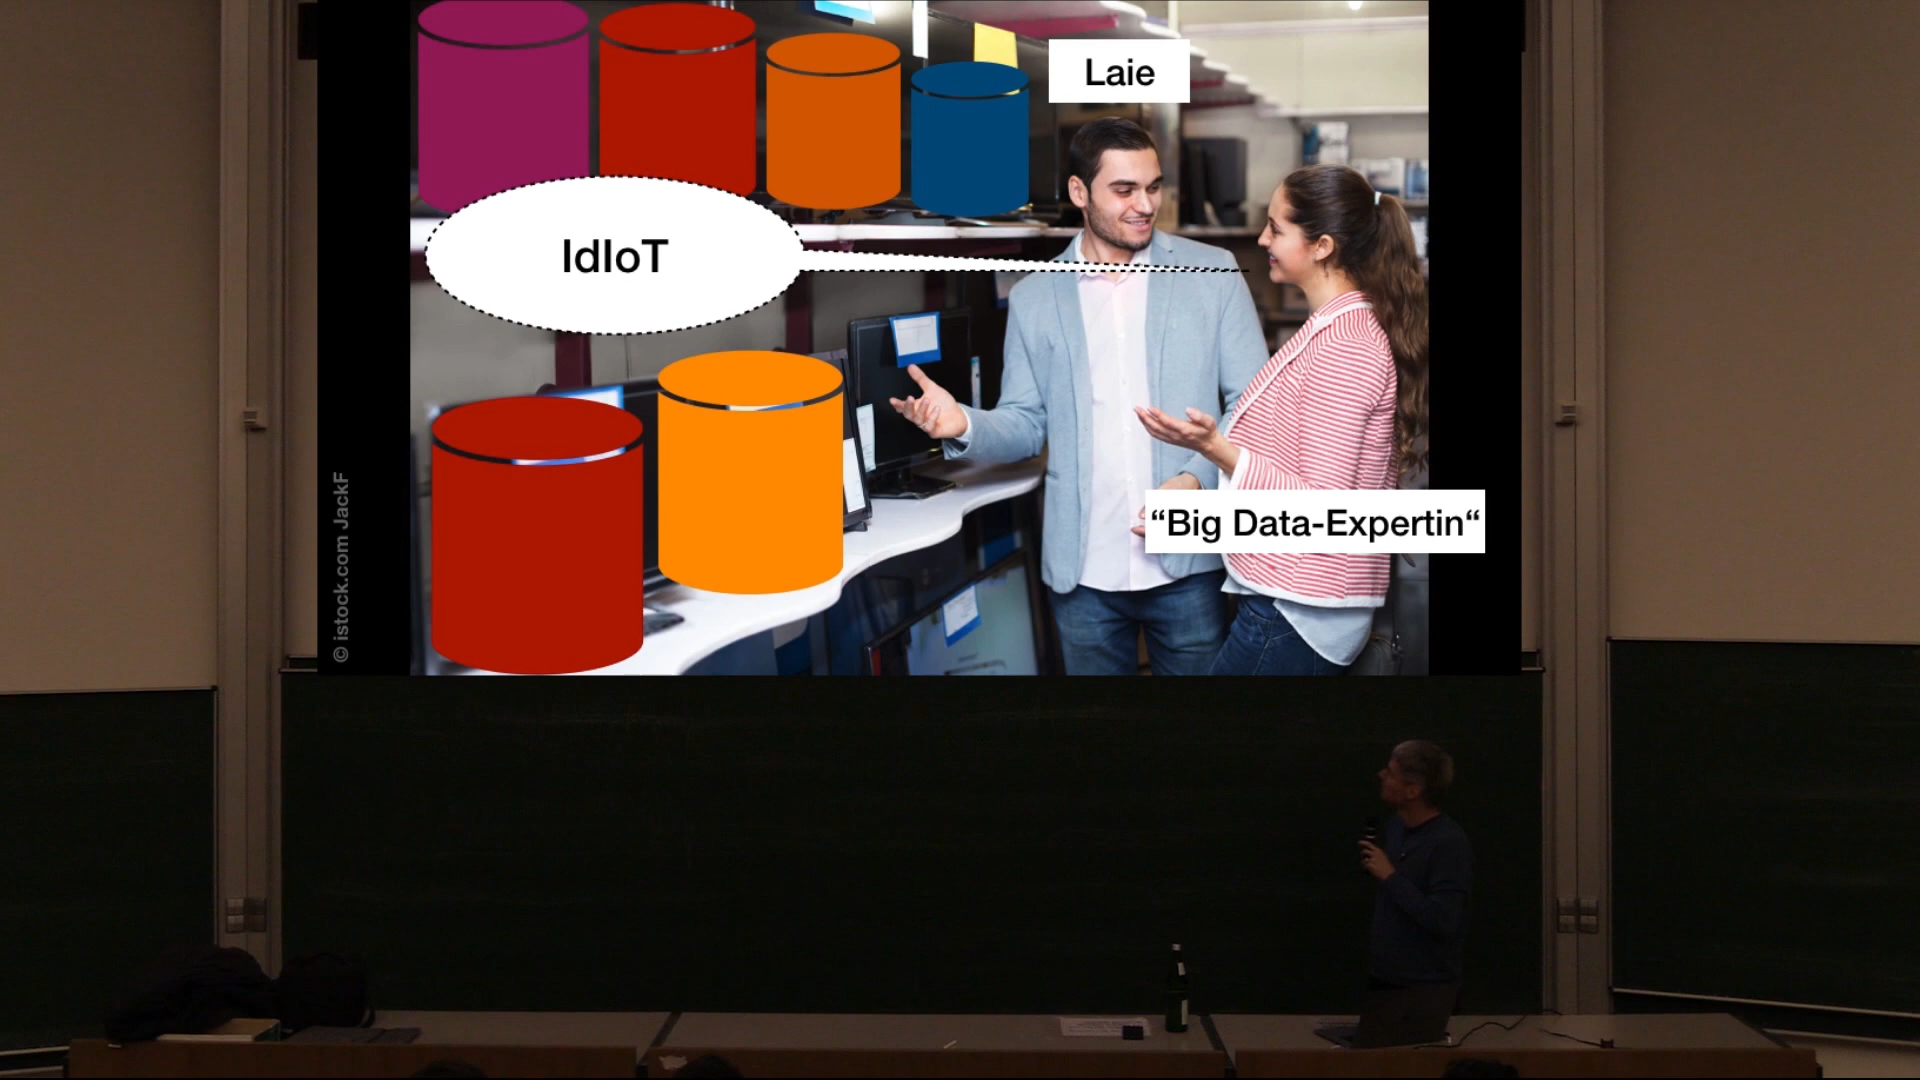 Laie
IdIoT
“Big Data-Expertin“
© istock.com JackF